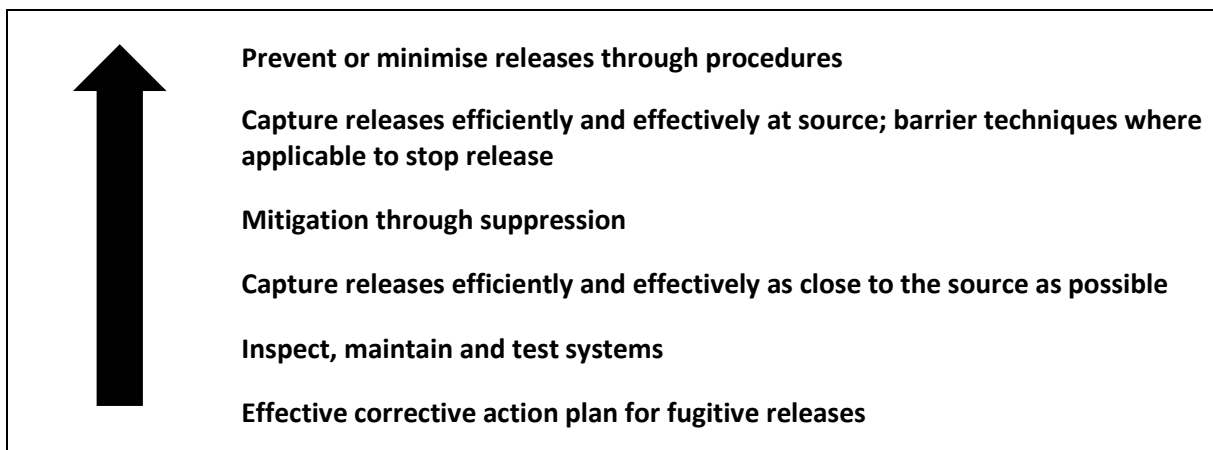 Prevent or minimise releases through procedures
Capture releases efficiently and effectively at source; barrier techniques where
applicable to stop release
Mitigation through suppression
Capture releases efficiently and effectively as close to the source as possible
Inspect, maintain and test systems
Effective corrective action plan for fugitive releases